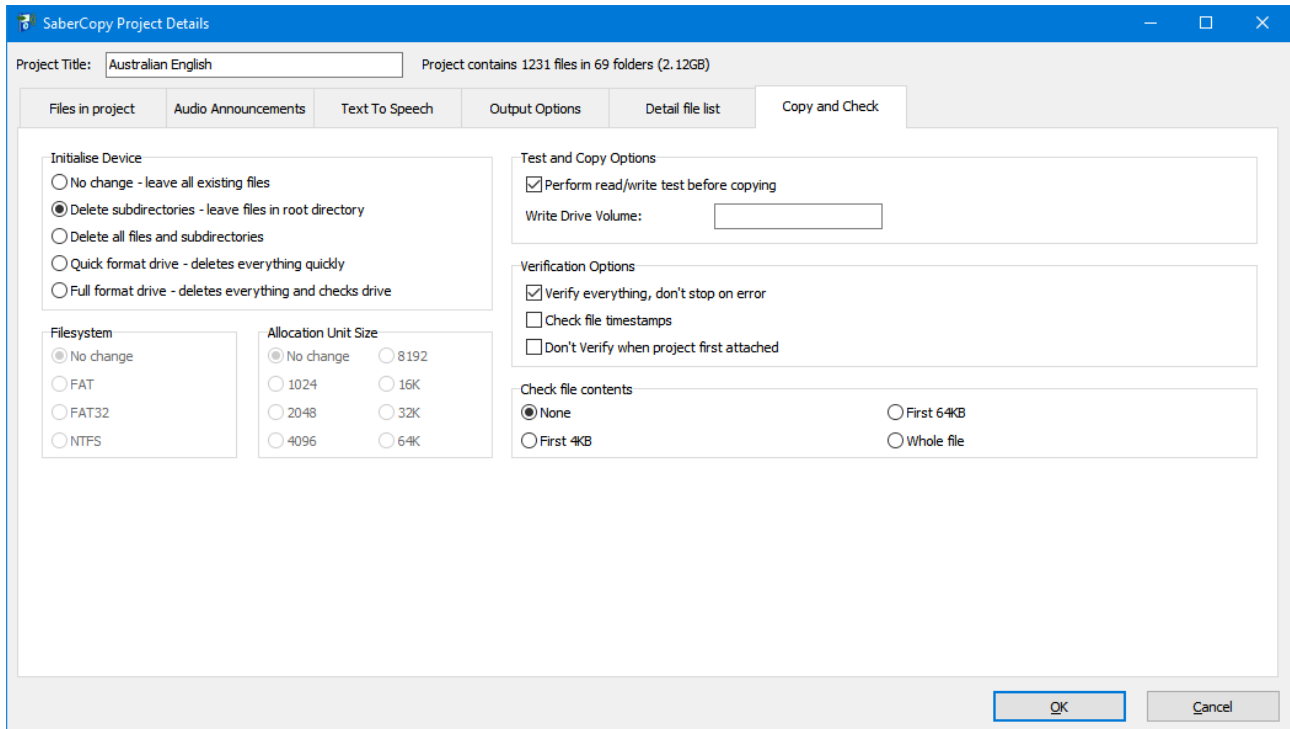 SaberCopy Project Details
Project Title: Australian English Project contains 1231 files in 69 folders (2.12GB)
Files in project Audio Announcements Text To Speech Output Options Detail file list Copy and Check
Initialise Device
No change - leave all existing files
Delete subdirectories - leave files in root directory
Delete all files and subdirectories
Quick format drive - deletes everything quickly
Full format drive - deletes everything and checks drive
Filesystem
No change
FAT
FAT32
NTFS
Allocation Unit Size
No change 8192
1024 16K
2048 32K
4096 64K
Test and Copy Options
Perform read/write test before copying
Write Drive Volume:
Verification Options
Verify everything, don't stop on error
Check file timestamps
Don't Verify when project first attached
Check file contents
None First 64KB
First 4KB Whole file
OK Cancel